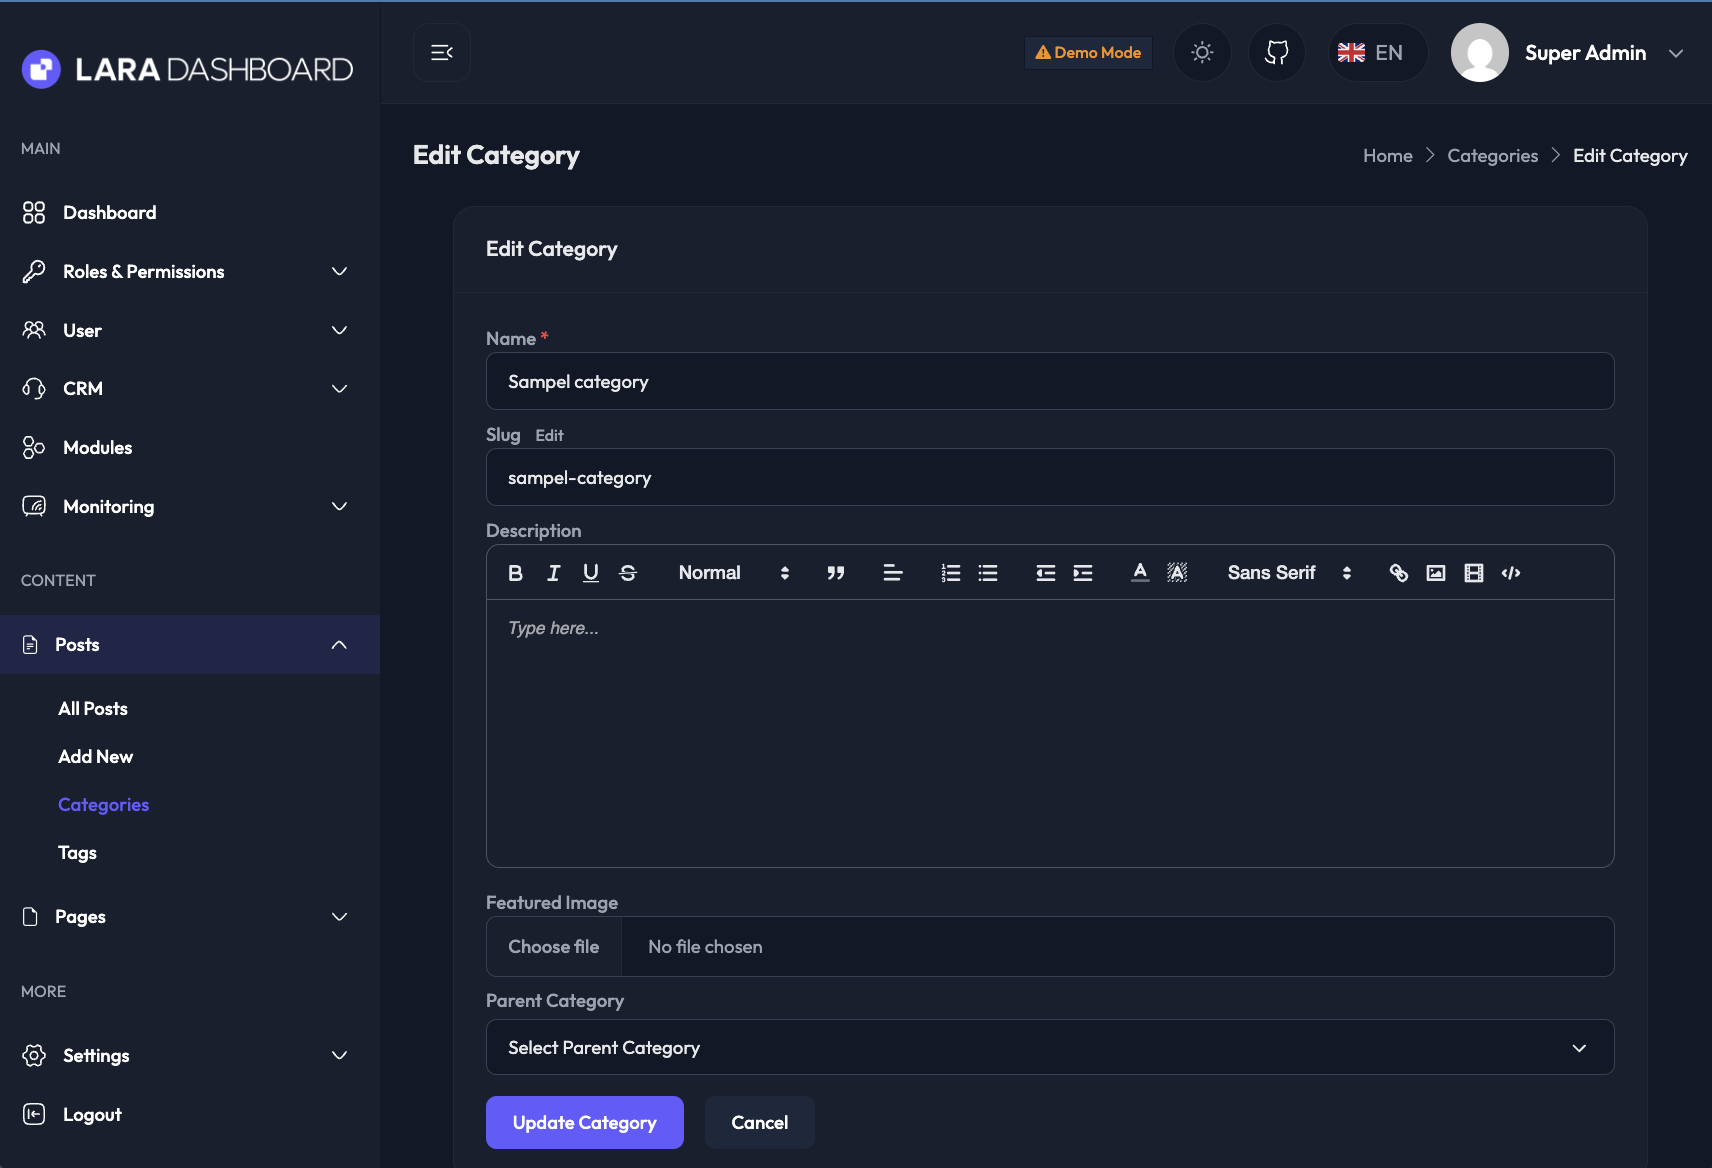 LARA DASHBOARD
Demo Mode
EN
Super Admin
MAIN
Dashboard
Roles & Permissions
User
CRM
Modules
Monitoring
CONTENT
Posts
All Posts
Add New
Categories
Tags
Pages
MORE
Settings
Logout
Edit Category
Home > Categories > Edit Category
Edit Category
Name *
Sampel category
Slug Edit
sampel-category
Description
Normal Sans Serif
Type here...
Featured Image
Choose file No file chosen
Parent Category
Select Parent Category
Update Category Cancel